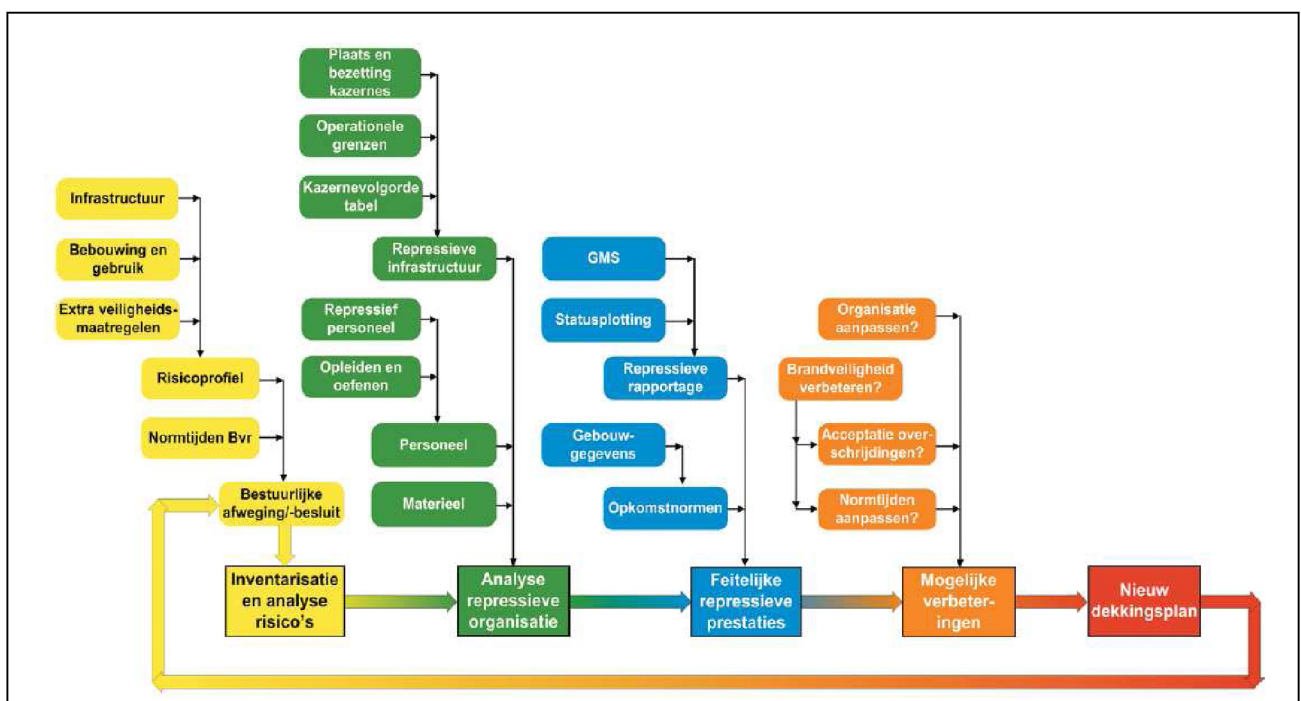 Plaats en
bezetting
kazernes
Operationele
grenzen
Kazernevolgorde
tabel
Infrastructuur
Bebouwing en
gebruik
Extra veiligheids-
maatregelen
Repressieve
infrastructuur
GMS
Repressief
personeel
Statusplotting
Organisatie
aanpassen?
Risicoprofiel
Opleiden en
oefenen
Repressieve
rapportage
Brandveiligheid
verbeteren?
Normtijden Bvr
Personeel
Gebouw-
gegevens
Acceptatie over-
schrijdingen?
Bestuurlijke
afweging/-besluit
Materieel
Opkomstnormen
Normtijden
aanpassen?
Inventarisatie
en analyse
risico's
Analyse
repressieve
organisatie
Feitelijke
repressieve
prestaties
Mogelijke
verbeter-
ingen
Nieuw
dekkingsplan